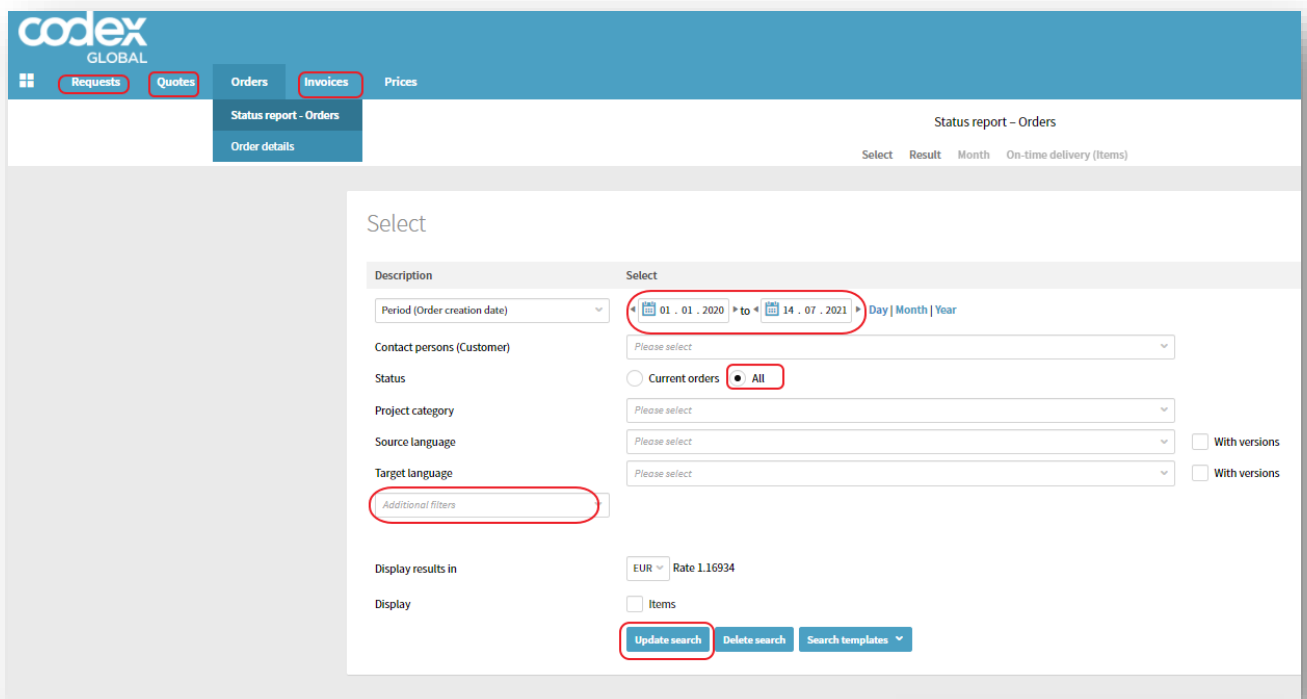 codex
GLOBAL
Requests Quotes Orders Invoices Prices
Status report - Orders
Order details
Status report – Orders
Select Result Month On-time delivery (Items)
Select
Description Select
Period (Order creation date) 01 . 01 . 2020 to 14 . 07 . 2021 Day | Month | Year
Contact persons (Customer) Please select
Status Current orders All
Project category Please select
Source language Please select With versions
Target language Please select With versions
Additional filters
Display results in EUR Rate 1.16934
Display Items
Update search Delete search Search templates